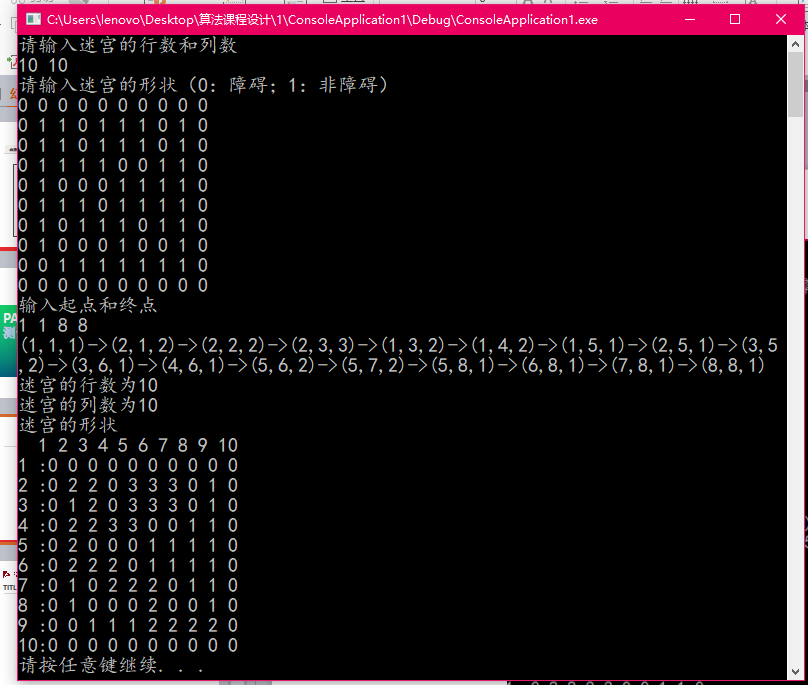 C:\Users\lenovo\Desktop\算法课程设计\1\ConsoleApplication1\Debug\ConsoleApplication1.exe
请输入迷宫的行数和列数
10 10
请输入迷宫的形状（0：障碍；1：非障碍）
0 0 0 0 0 0 0 0 0 0
0 1 1 0 1 1 1 0 1 0
0 1 1 0 1 1 1 0 1 0
0 1 1 1 1 0 0 1 1 0
0 1 0 0 0 1 1 1 1 0
0 1 1 1 0 1 1 1 1 0
0 1 0 1 1 1 0 1 1 0
0 1 0 0 0 1 0 0 1 0
0 0 1 1 1 1 1 1 1 0
0 0 0 0 0 0 0 0 0 0
输入起点和终点
1 1 8 8
(1,1,1)->(2,1,2)->(2,2,2)->(2,3,3)->(1,3,2)->(1,4,2)->(1,5,1)->(2,5,1)->(3,5
,2)->(3,6,1)->(4,6,1)->(5,6,2)->(5,7,2)->(5,8,1)->(6,8,1)->(7,8,1)->(8,8,1)
迷宫的行数为10
迷宫的列数为10
迷宫的形状
1 2 3 4 5 6 7 8 9 10
1 :0 0 0 0 0 0 0 0 0 0
2 :0 2 2 0 3 3 3 0 1 0
3 :0 1 2 0 3 3 3 0 1 0
4 :0 2 2 3 3 0 0 1 1 0
5 :0 2 0 0 0 1 1 1 1 0
6 :0 2 2 2 0 1 1 1 1 0
7 :0 1 0 2 2 2 0 1 1 0
8 :0 1 0 0 0 2 0 0 1 0
9 :0 0 1 1 1 2 2 2 2 0
10:0 0 0 0 0 0 0 0 0 0
请按任意键继续. . .